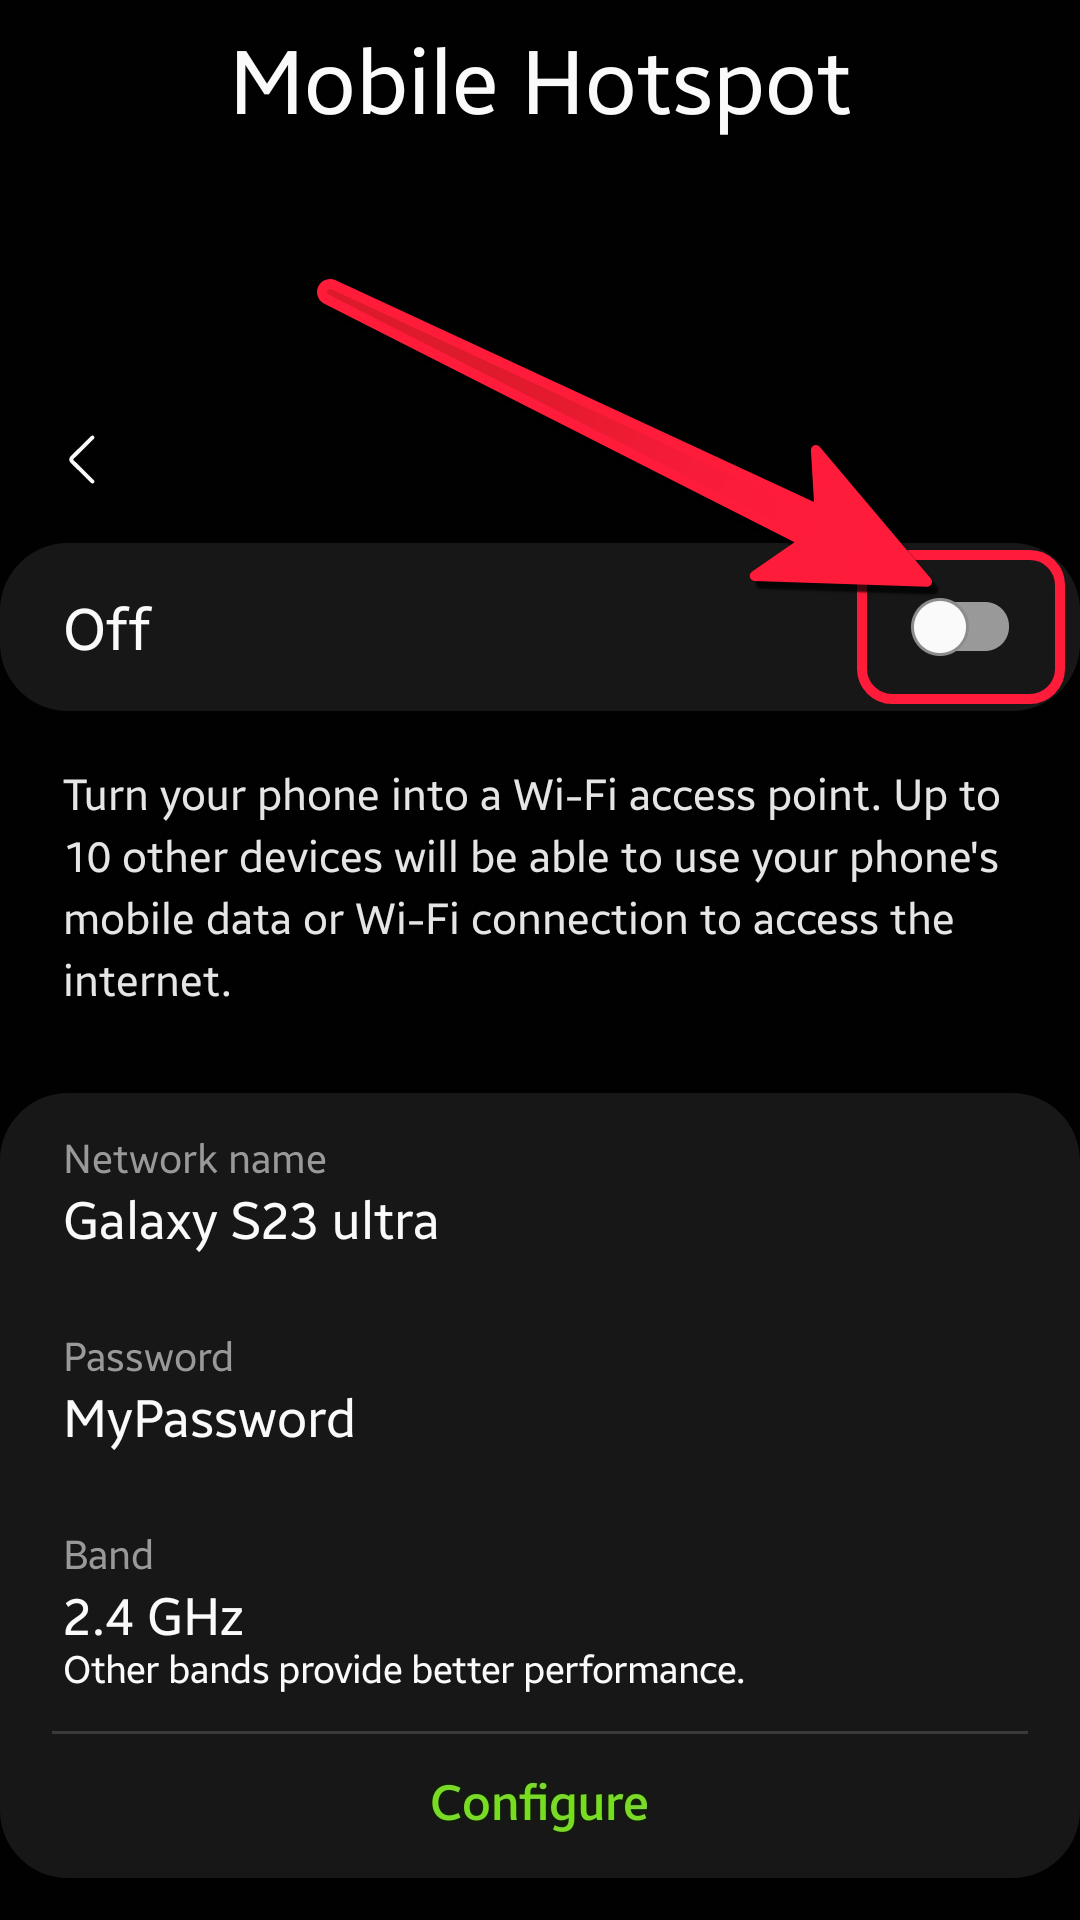 Mobile Hotspot
Off
Turn your phone into a Wi-Fi access point. Up to
10 other devices will be able to use your phone's
mobile data or Wi-Fi connection to access the
internet.
Network name
Galaxy S23 ultra
Password
MyPassword
Band
2.4 GHz
Other bands provide better performance.
Configure